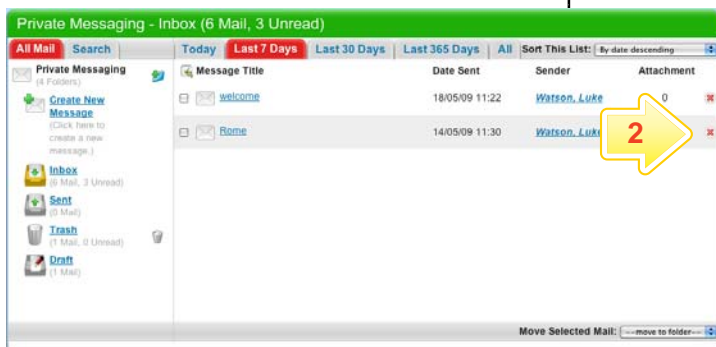 Private Messaging - Inbox (6 Mail, 3 Unread)
All Mail Search Today Last 7 Days Last 30 Days Last 365 Days All Sort This List: By date descending
Private Messaging
(4 Folders)
Create New
Message
(Click here to
create a new
message.)
Inbox
(6 Mail, 3 Unread)
Sent
(0 Mail)
Trash
(1 Mail, 0 Unread)
Draft
(1 Mail)
Message Title Date Sent Sender Attachment
welcome 18/05/09 11:22 Watson, Luke 0
Rome 14/05/09 11:30 Watson, Luke
2
Move Selected Mail: ---move to folder---